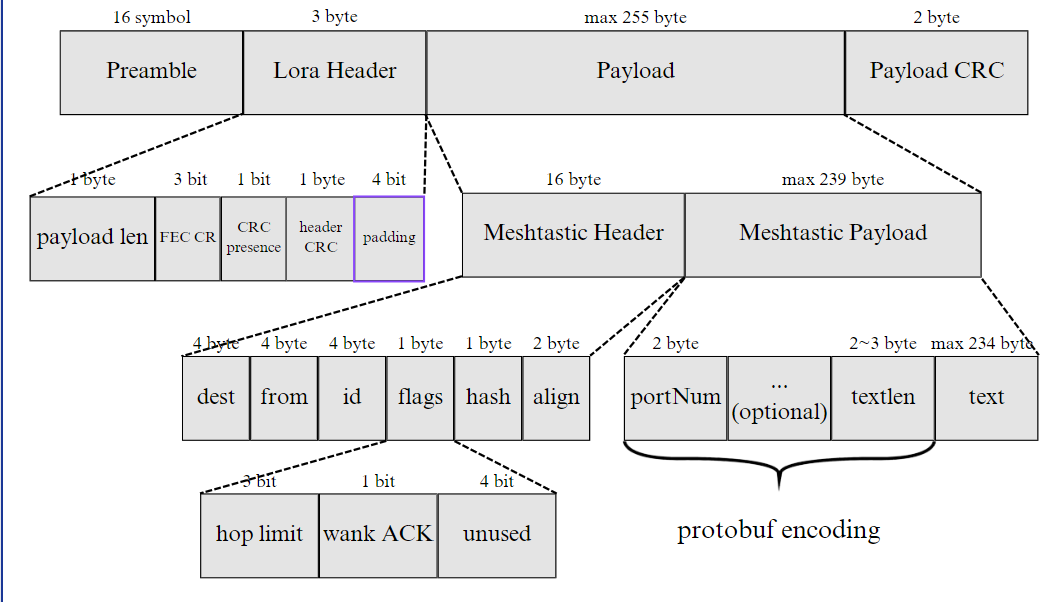 16 symbol
3 byte
max 255 byte
2 byte
Preamble
Lora Header
Payload
Payload CRC
1 byte
3 bit
1 bit
1 byte
4 bit
16 byte
max 239 byte
payload len
FEC CR
CRC
presence
header
CRC
padding
Meshtastic Header
Meshtastic Payload
4 byte
4 byte
4 byte
1 byte
1 byte
2 byte
2 byte
2~3 byte
max 234 byte
dest
from
id
flags
hash
align
portNum
...
(optional)
textlen
text
3 bit
1 bit
4 bit
hop limit
wank ACK
unused
protobuf encoding